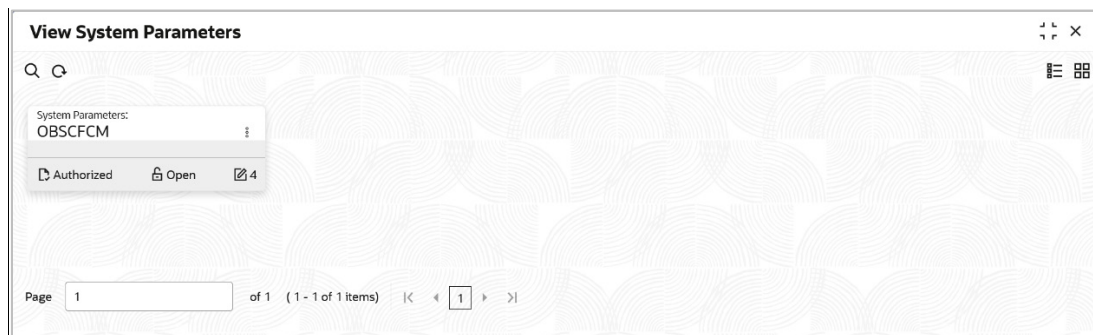 View System Parameters
System Parameters:
OBSCFCM
Authorized Open 4
Page 1 of 1 ( 1 - 1 of 1 items) 1